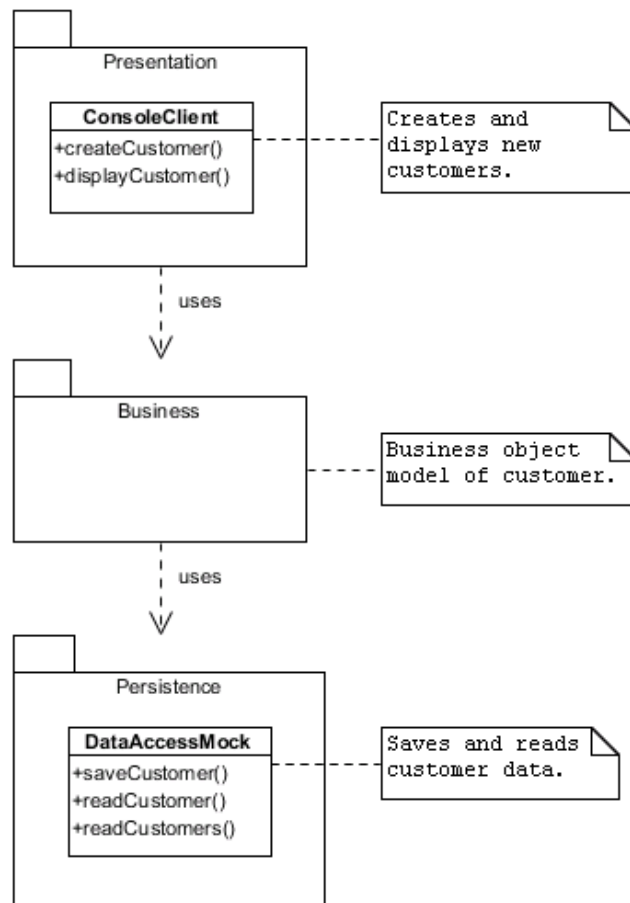 Presentation
ConsoleClient
+createCustomer()
+displayCustomer()
Creates and
displays new
customers.
uses
Business
Business object
model of customer.
uses
Persistence
DataAccessMock
+saveCustomer()
+readCustomer()
+readCustomers()
Saves and reads
customer data.